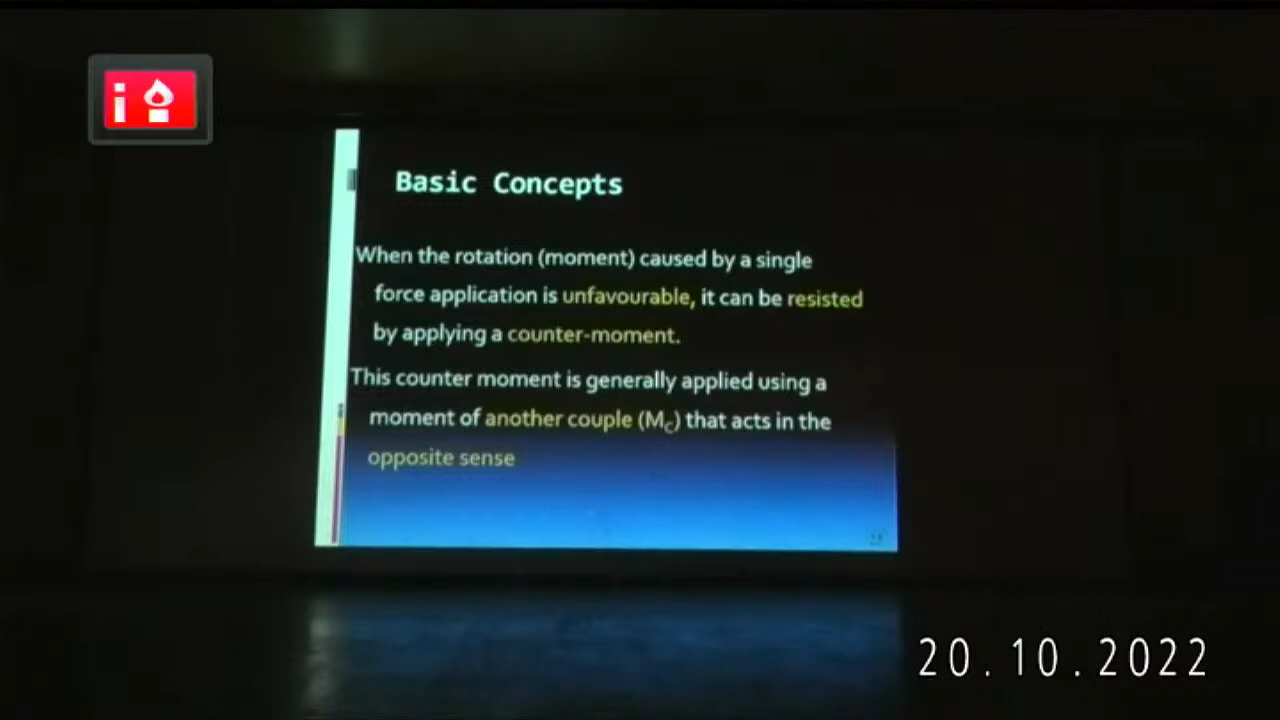 Basic Concepts
When the rotation (moment) caused by a single
force application is unfavourable, it can be resisted
by applying a counter-moment.
This counter moment is generally applied using a
moment of another couple (MC) that acts in the
opposite sense
20.10.2022